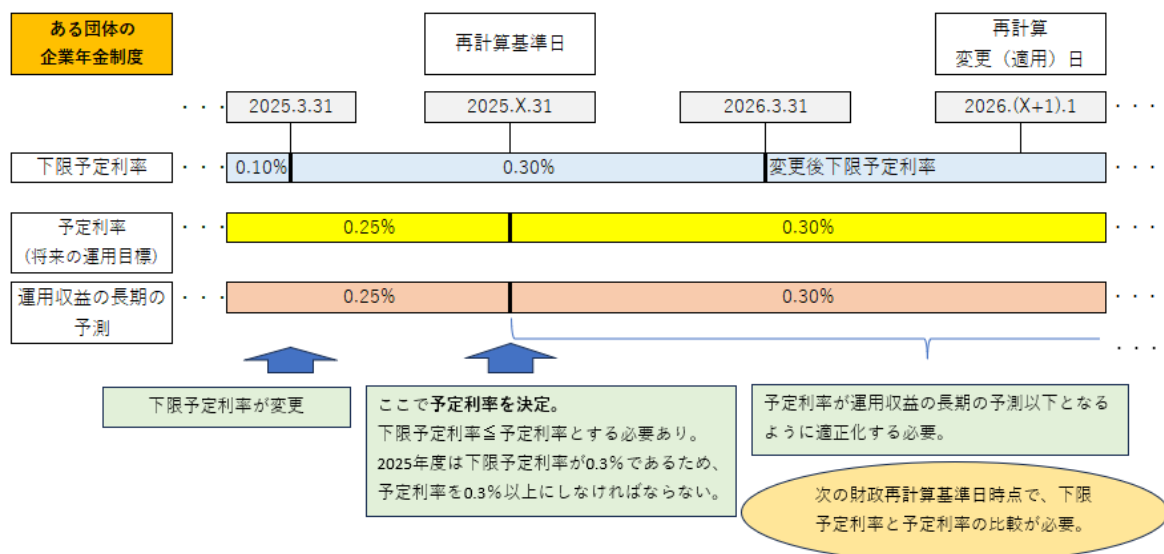 ある団体の
企業年金制度
再計算基準日
再計算
変更（適用）日
・・・
2025.3.31
2025.X.31
2026.3.31
2026.(X+1).1
・・・
下限予定利率
・・・
0.10%
0.30%
変更後下限予定利率
・・・
予定利率
(将来の運用目標)
・・・
0.25%
0.30%
・・・
運用収益の長期の
予測
・・・
0.25%
0.30%
・・・
・・・
下限予定利率が変更
ここで予定利率を決定。
下限予定利率≦予定利率とする必要あり。
2025年度は下限予定利率が0.3%であるため、
予定利率を0.3%以上にしなければならない。
予定利率が運用収益の長期の予測以下となる
ように適正化する必要。
次の財政再計算基準日時点で、下限
予定利率と予定利率の比較が必要。